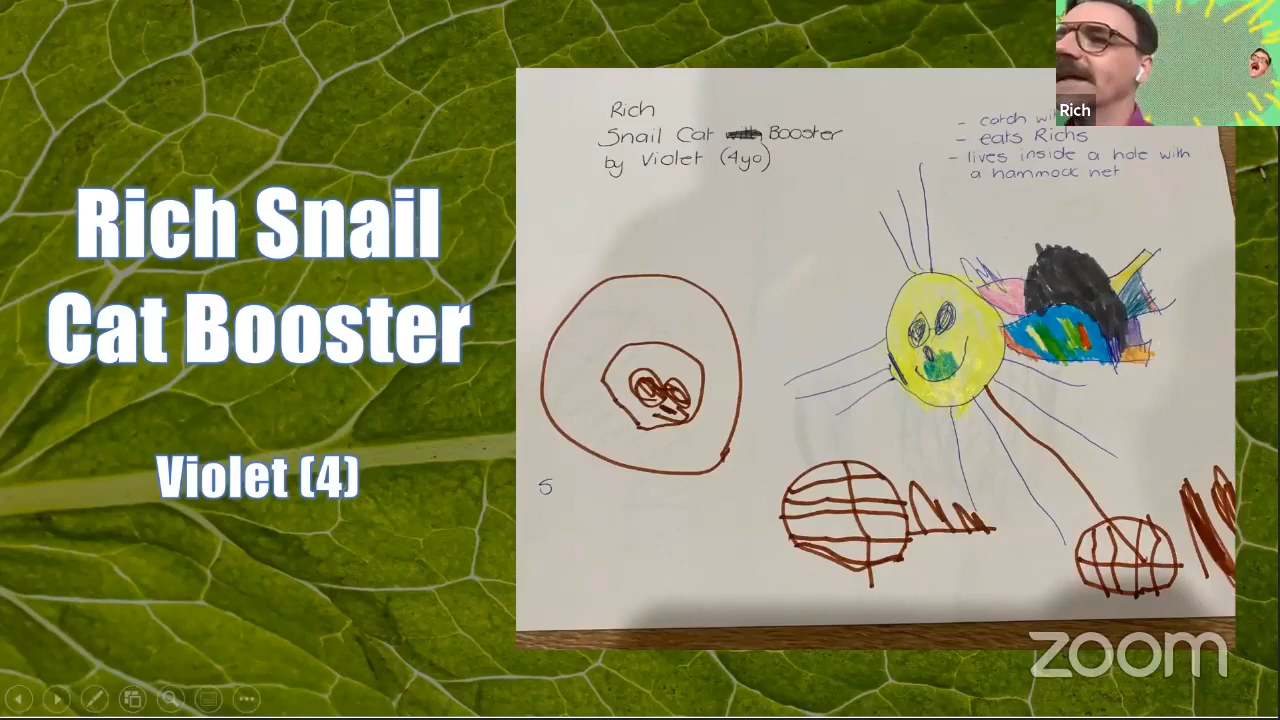 Rich Snail
Cat Booster
Violet (4)
Rich
Snail Cat Booster
by Violet (4yo)
- catch
- eats Richs
- lives inside a hole with
a hammock net
5
Rich
zoom